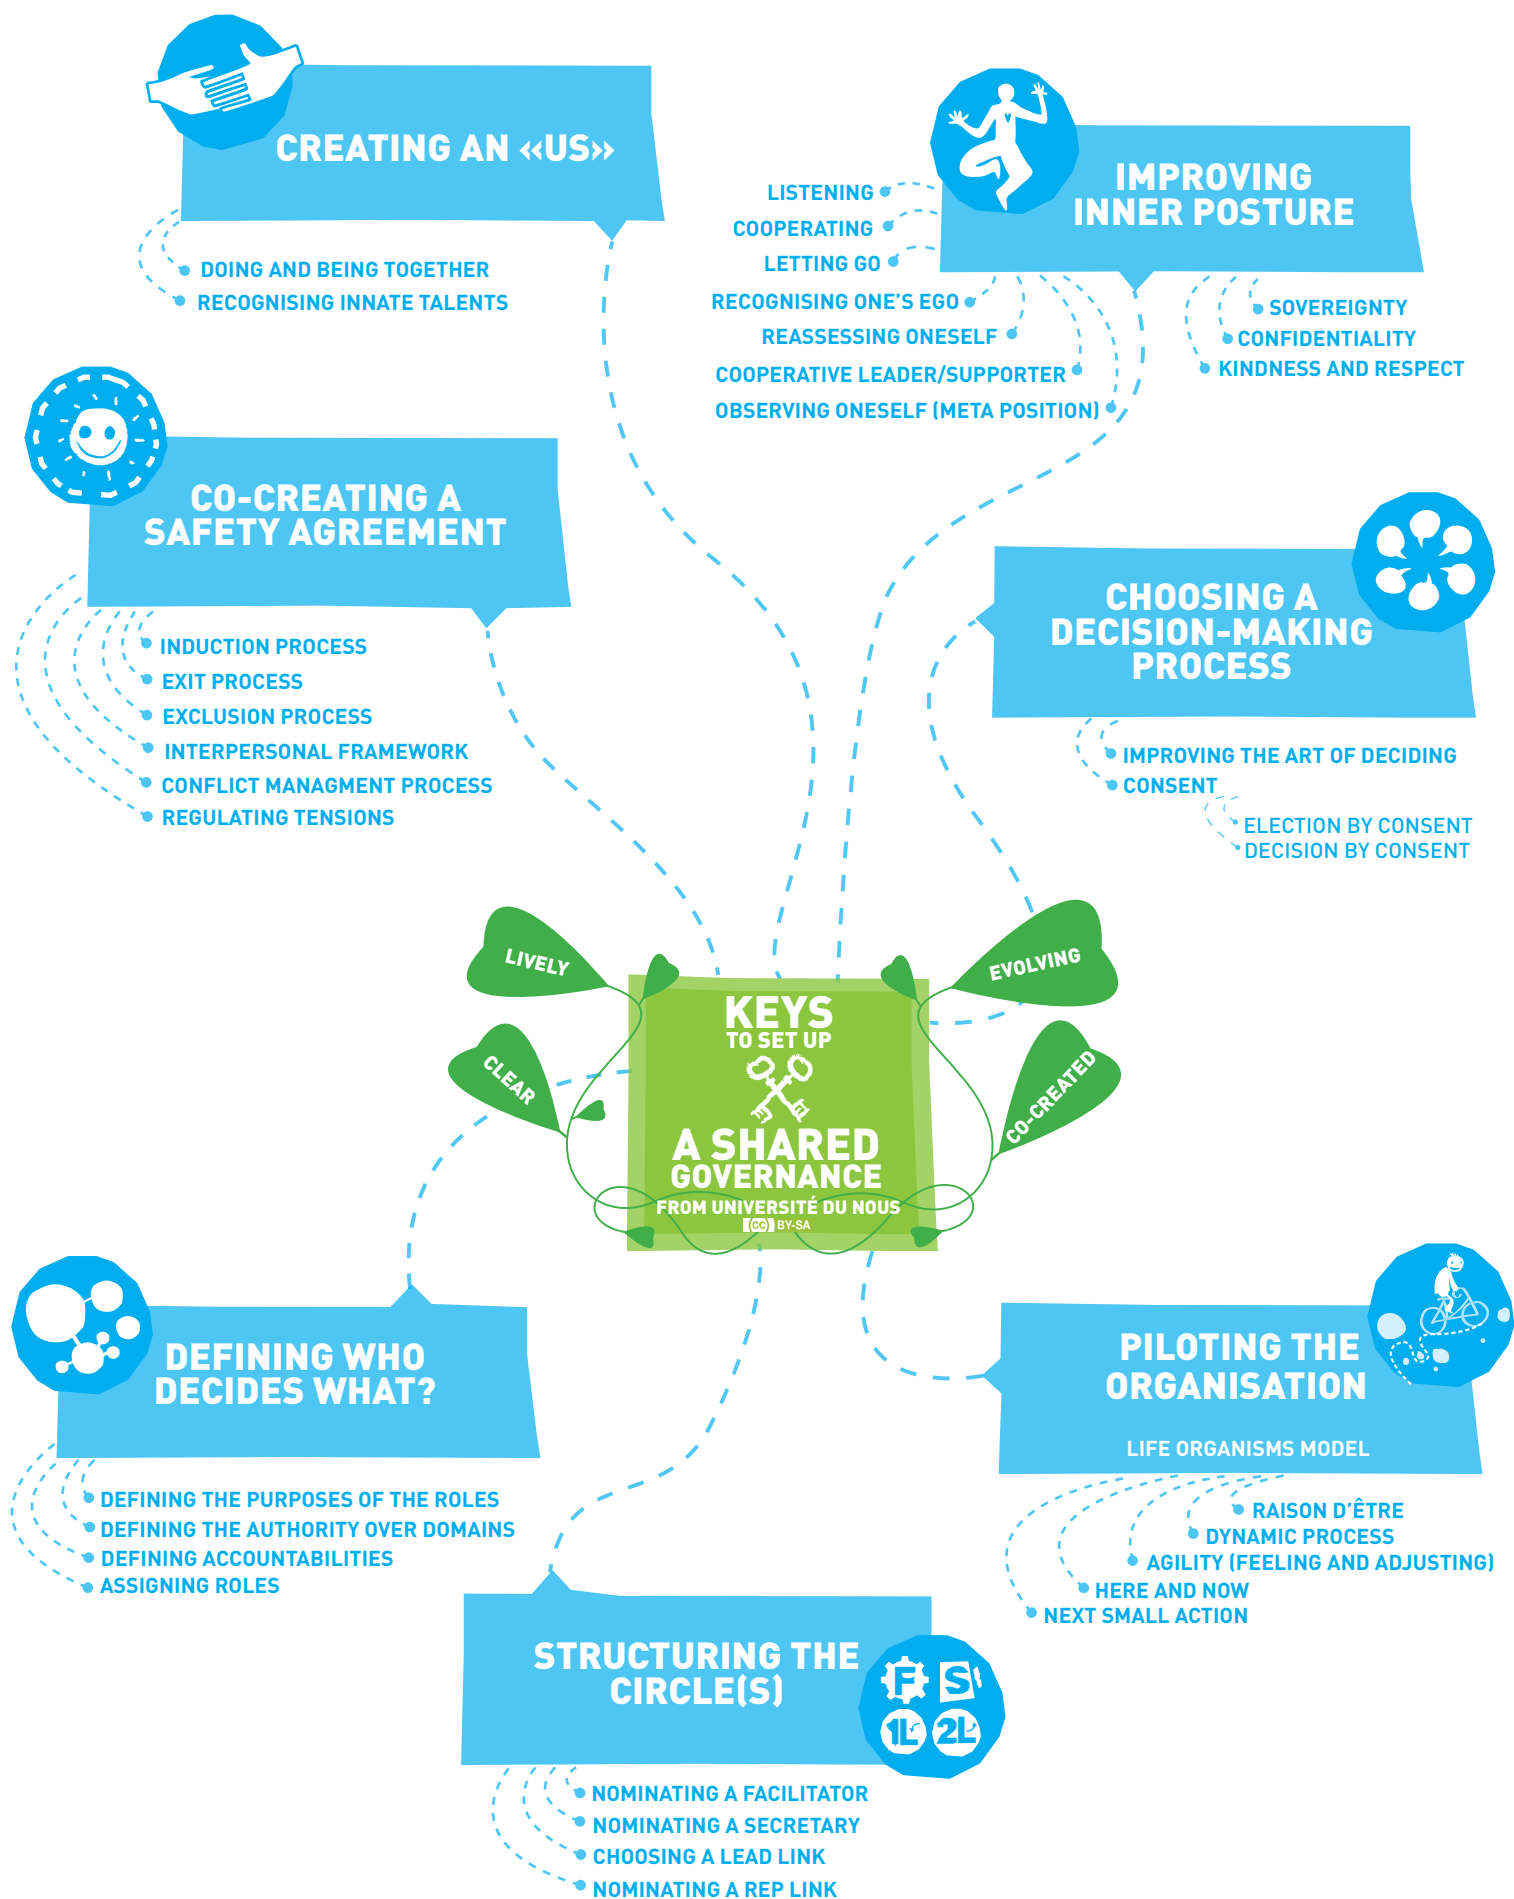 CREATING AN «US»
DOING AND BEING TOGETHER
RECOGNISING INNATE TALENTS
IMPROVING
INNER POSTURE
LISTENING
COOPERATING
LETTING GO
RECOGNISING ONE'S EGO
REASSESSING ONESELF
COOPERATIVE LEADER/SUPPORTER
OBSERVING ONESELF (META POSITION)
SOVEREIGNTY
CONFIDENTIALITY
KINDNESS AND RESPECT
CO-CREATING A
SAFETY AGREEMENT
INDUCTION PROCESS
EXIT PROCESS
EXCLUSION PROCESS
INTERPERSONAL FRAMEWORK
CONFLICT MANAGMENT PROCESS
REGULATING TENSIONS
CHOOSING A
DECISION-MAKING
PROCESS
IMPROVING THE ART OF DECIDING
CONSENT
ELECTION BY CONSENT
DECISION BY CONSENT
LIVELY
CLEAR
EVOLVING
CO-CREATED
KEYS
TO SET UP
A SHARED
GOVERNANCE
FROM UNIVERSITÉ DU NOUS
(CC) BY-SA
DEFINING WHO
DECIDES WHAT?
DEFINING THE PURPOSES OF THE ROLES
DEFINING THE AUTHORITY OVER DOMAINS
DEFINING ACCOUNTABILITIES
ASSIGNING ROLES
PILOTING THE
ORGANISATION
LIFE ORGANISMS MODEL
RAISON D'ÊTRE
DYNAMIC PROCESS
AGILITY (FEELING AND ADJUSTING)
HERE AND NOW
NEXT SMALL ACTION
STRUCTURING THE
CIRCLE(S)
F S
1L 2L
NOMINATING A FACILITATOR
NOMINATING A SECRETARY
CHOOSING A LEAD LINK
NOMINATING A REP LINK